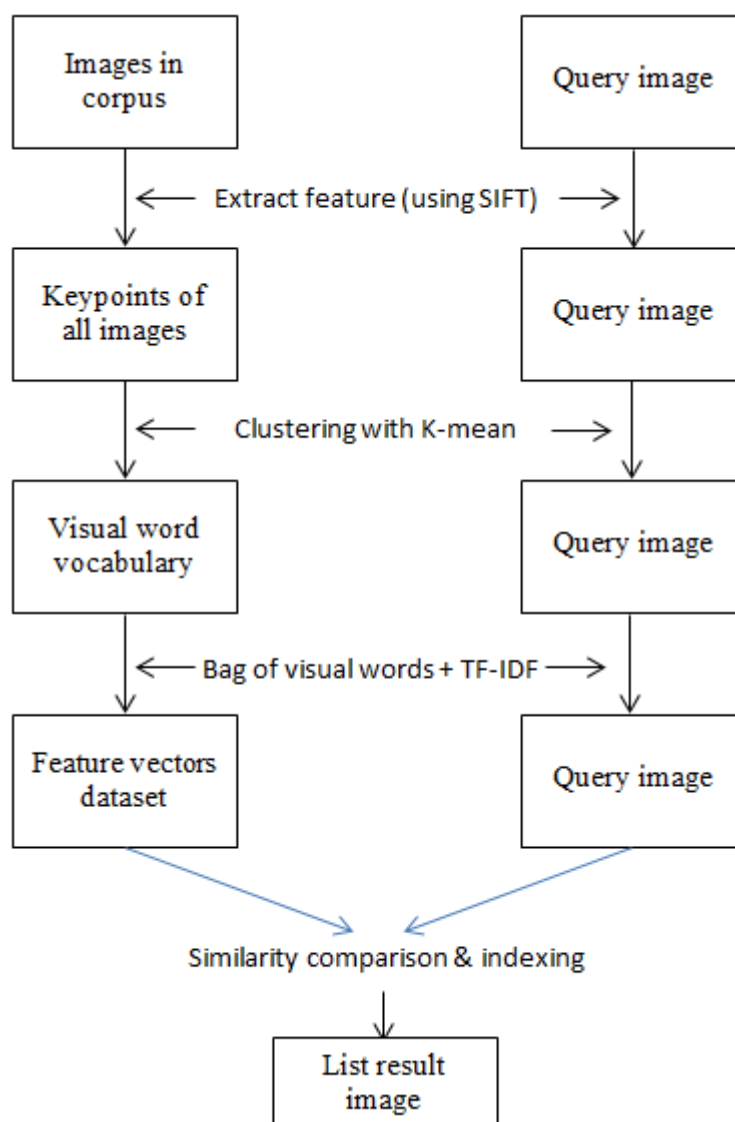 Images in
corpus
Query image
Extract feature (using SIFT)
Keypoints of
all images
Query image
Clustering with K-mean
Visual word
vocabulary
Query image
Bag of visual words + TF-IDF
Feature vectors
dataset
Query image
Similarity comparison & indexing
List result
image